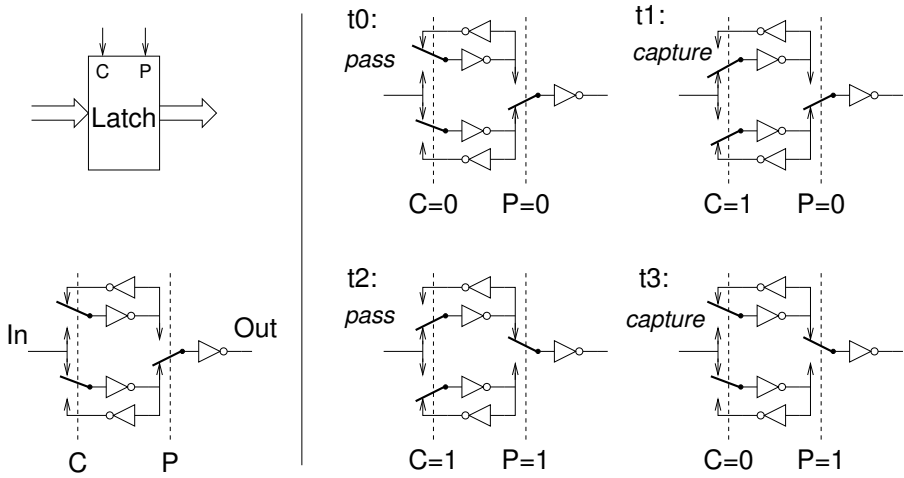 C P
Latch
In
Out
C P
t0:
pass
C=0 P=0
t1:
capture
C=1 P=0
t2:
pass
C=1 P=1
t3:
capture
C=0 P=1